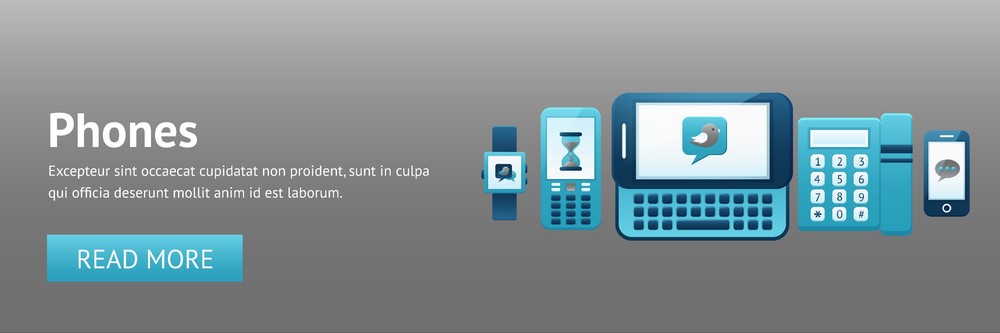 Phones
Excepteur sint occaecat cupidatat non proident, sunt in culpa
qui officia deserunt mollit anim id est laborum.
READ MORE
1 2 3
4 5 6
7 8 9
* 0 #